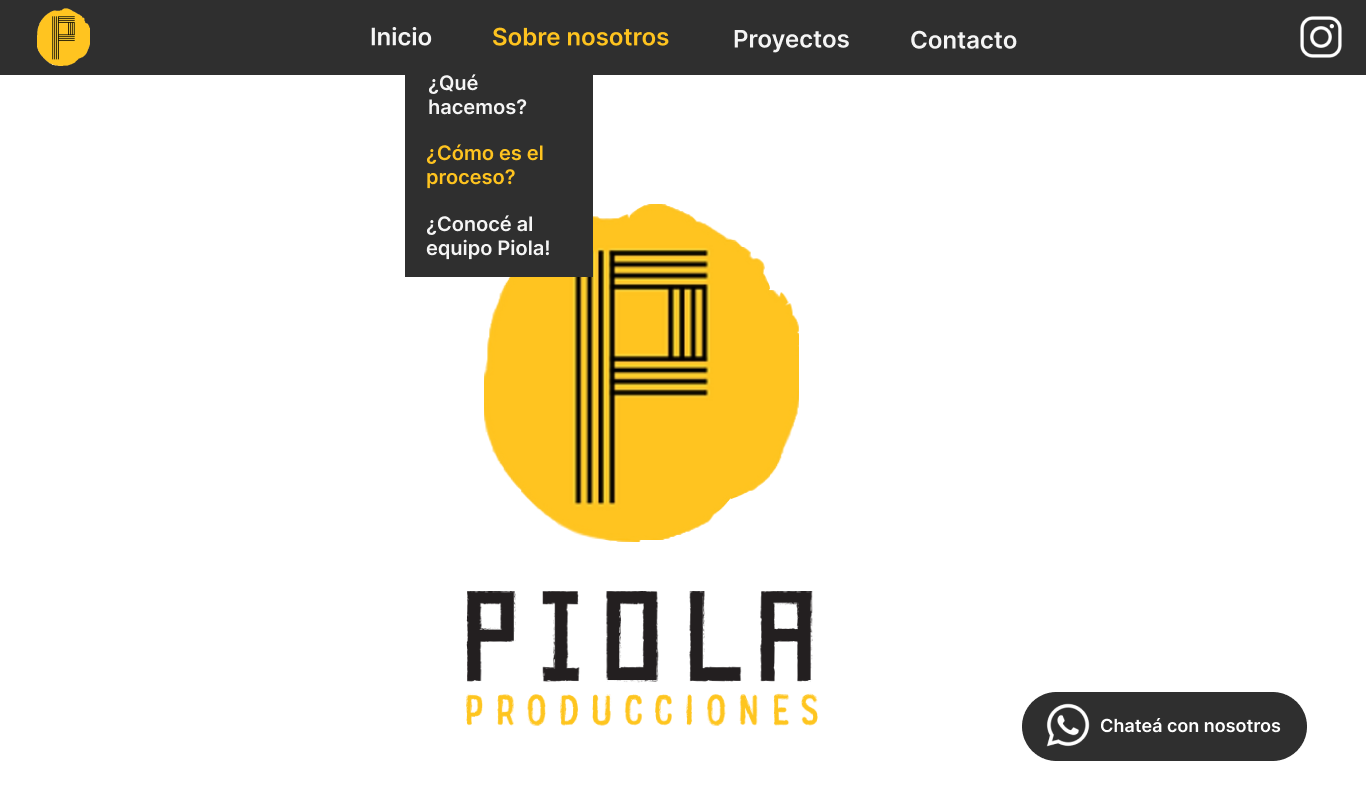 Inicio
Sobre nosotros
Proyectos
Contacto
¿Qué
hacemos?
¿Cómo es el
proceso?
¿Conocé al
equipo Piola!
P
P
PIOLA
PRODUCCIONES
Chateá con nosotros